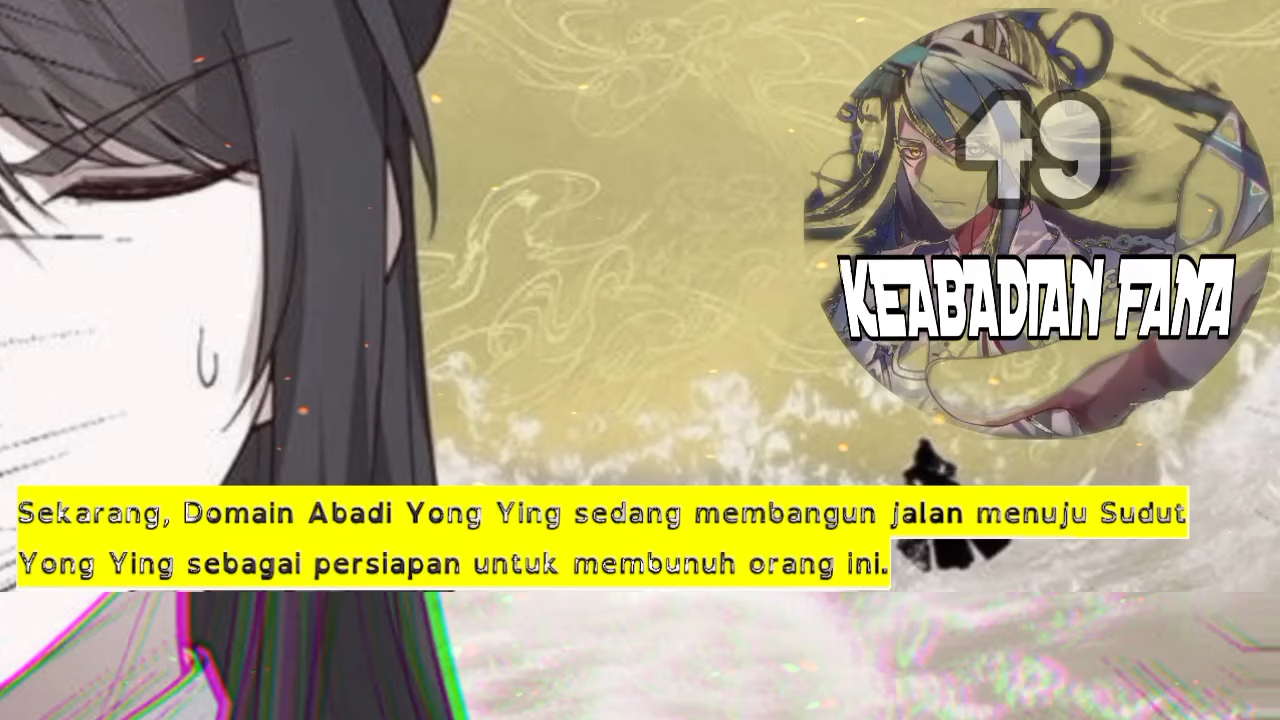 49
KEABADIAN FANA
Sekarang, Domain Abadi Yong Ying sedang membangun jalan menuju Sudut
Yong Ying sebagai persiapan untuk membunuh orang ini.